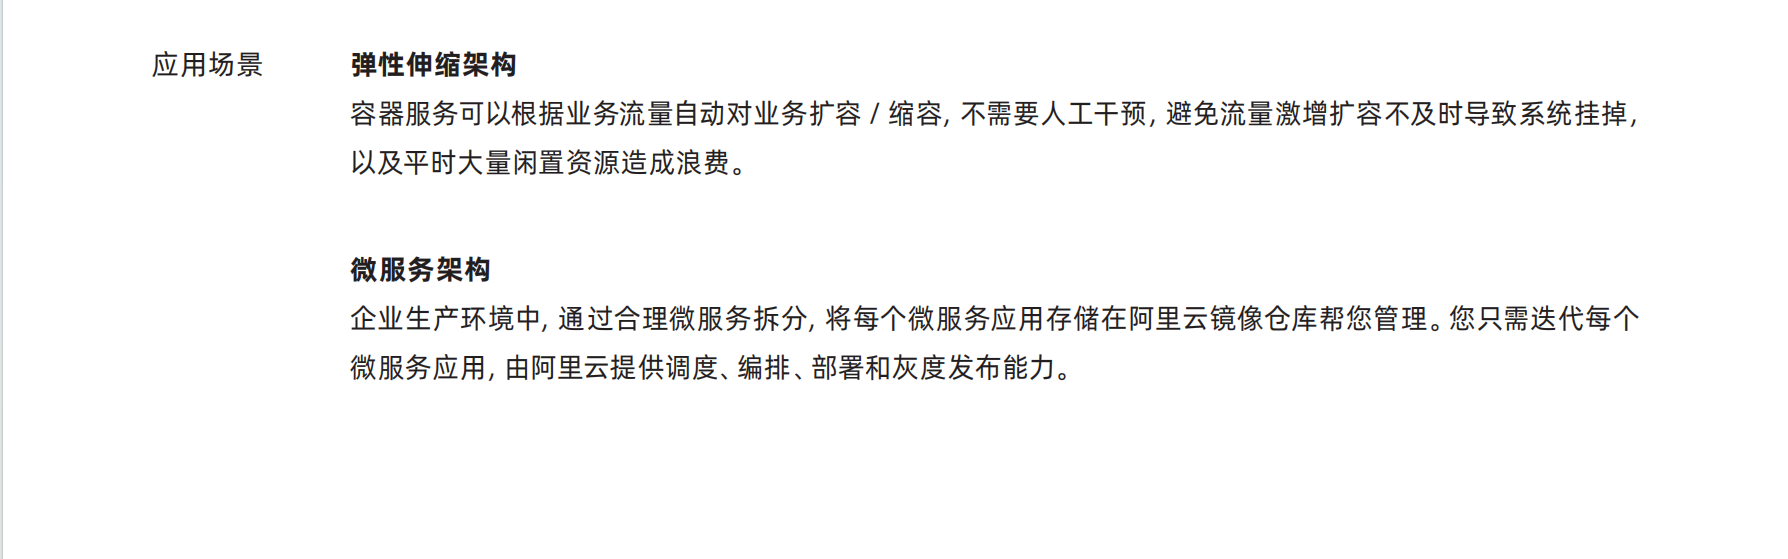 应用场景
弹性伸缩架构
容器服务可以根据业务流量自动对业务扩容 / 缩容, 不需要人工干预, 避免流量激增扩容不及时导致系统挂掉,
以及平时大量闲置资源造成浪费。
微服务架构
企业生产环境中, 通过合理微服务拆分, 将每个微服务应用存储在阿里云镜像仓库帮您管理。您只需迭代每个
微服务应用, 由阿里云提供调度、编排、部署和灰度发布能力。